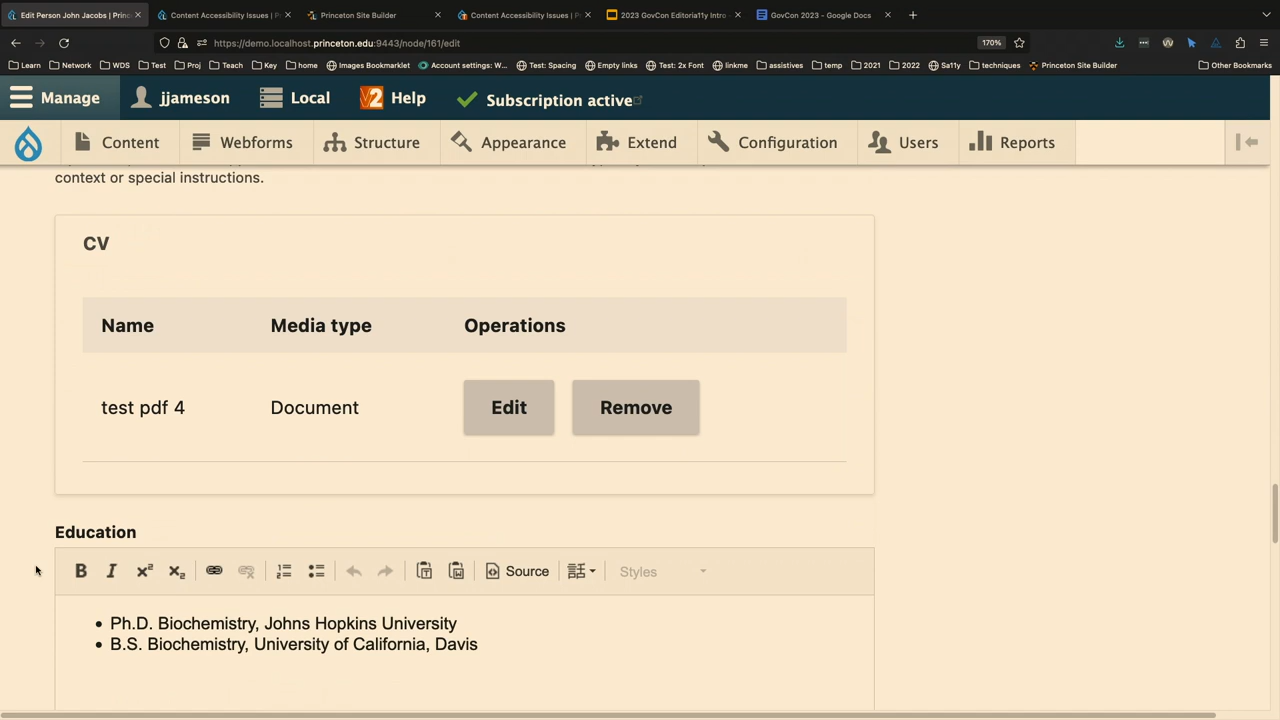 Edit Person John Jacobs | Princ
Content Accessibility Issues | P
Princeton Site Builder
Content Accessibility Issues | P
2023 GovCon Editoria11y Intro -
GovCon 2023 - Google Docs
https://demo.localhost.princeton.edu:9443/node/161/edit
170%
Learn
Network
WDS
Test
Proj
Teach
Key
home
Images Bookmarklet
Account settings: W...
Test: Spacing
Empty links
Test: 2x Font
linkme
assistives
temp
2021
2022
Sa11y
techniques
Princeton Site Builder
Other Bookmarks
Manage
jjameson
Local
Help
Subscription active
Content
Webforms
Structure
Appearance
Extend
Configuration
Users
Reports
context or special instructions.
CV
Name Media type Operations
test pdf 4 Document Edit Remove
Education
B I x² x₂ Source Styles
Ph.D. Biochemistry, Johns Hopkins University
B.S. Biochemistry, University of California, Davis